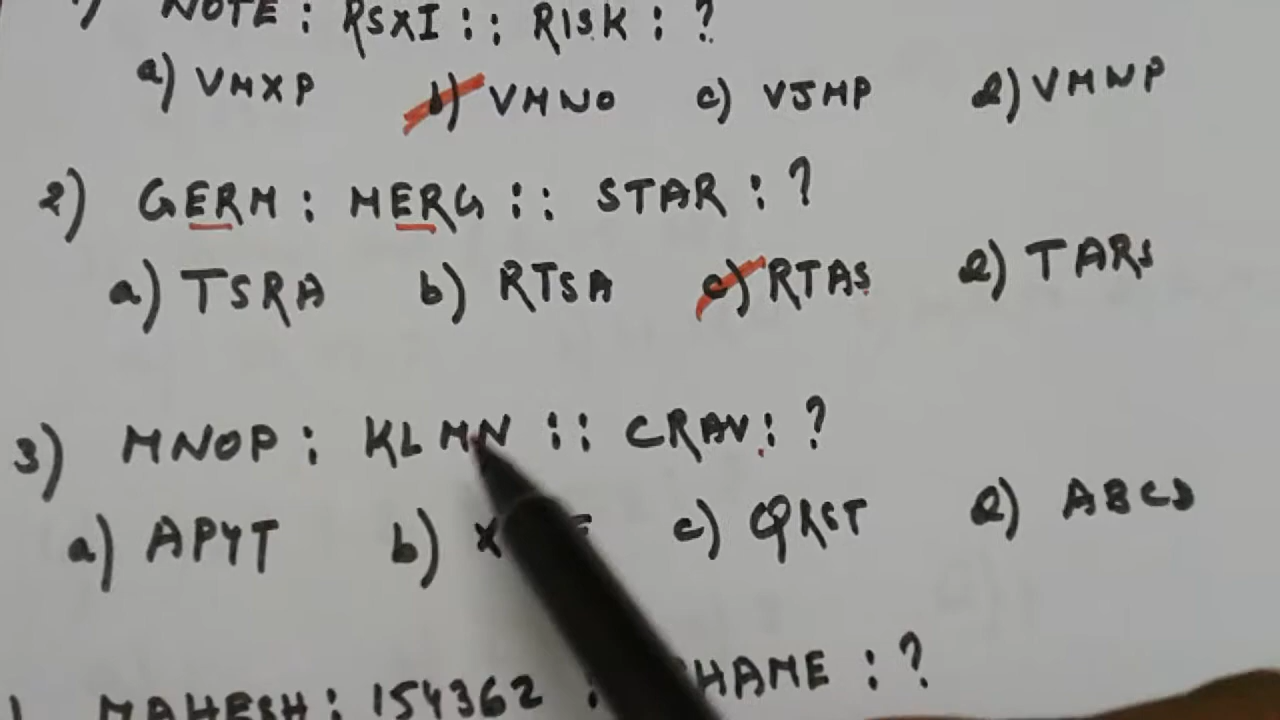 NOTE : RSXI :: RISK : ?
a) VMXP b) VMNO c) VJMP d) VMNP
2) GERM : MERG :: STAR : ?
a) TSRA b) RTSA c) RTAS d) TARS
3) MNOP : KLMN :: CRAV : ?
a) APYT b) c) QRST d) ABCD
MAHESH : 154362 : ?